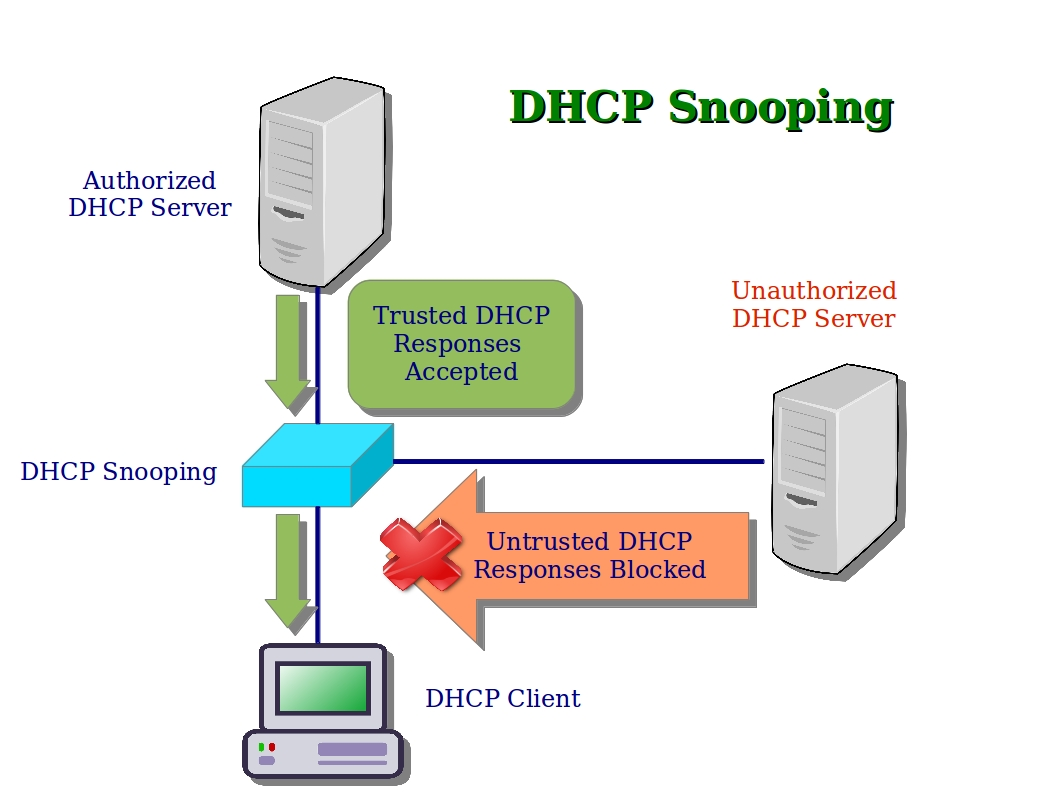 DHCP Snooping
Authorized
DHCP Server
Trusted DHCP
Responses
Accepted
Unauthorized
DHCP Server
DHCP Snooping
Untrusted DHCP
Responses Blocked
DHCP Client